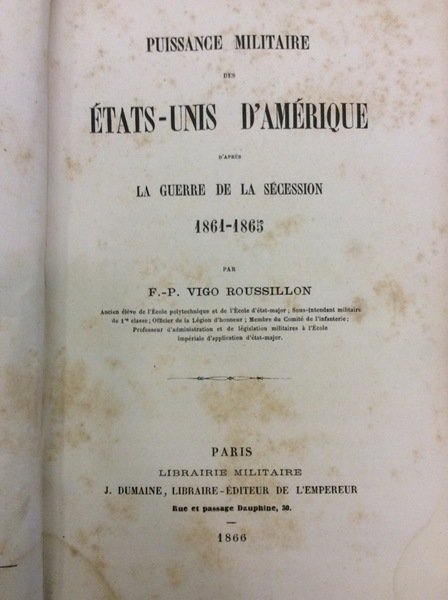 PUISSANCE MILITAIRE
DES
ÉTATS-UNIS D'AMÉRIQUE
D'APRÈS
LA GUERRE DE LA SÉCESSION
1861-1865
PAR
F.-P. VIGO ROUSSILLON
Ancien élève de l'École polytechnique et de l'École d'état-major; Sous-Intendant militaire
de 1re classe; Officier de la Légion d'honneur; Membre du Comité de l'infanterie;
Professeur d'administration et de législation militaires à l'École
impériale d'application d'état-major.
PARIS
LIBRAIRIE MILITAIRE
J. DUMAINE, LIBRAIRE-ÉDITEUR DE L'EMPEREUR
Rue et passage Dauphine, 30.
1866